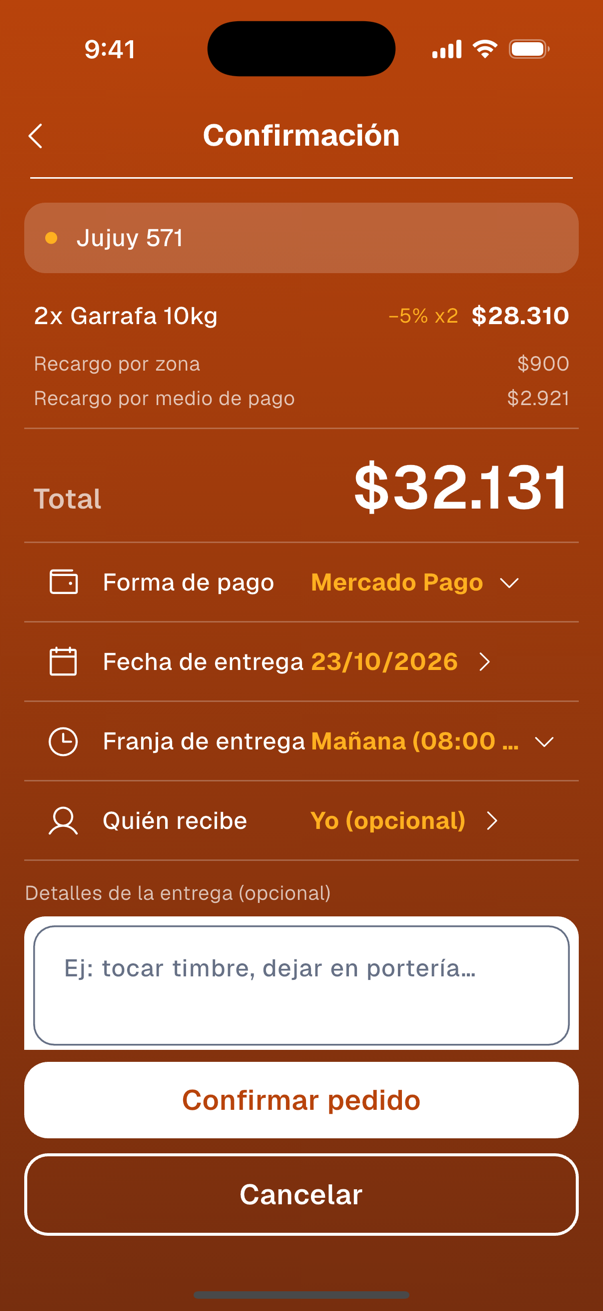 9:41
Confirmación
Jujuy 571
2x Garrafa 10kg -5% x2 $28.310
Recargo por zona $900
Recargo por medio de pago $2.921
Total $32.131
Forma de pago Mercado Pago
Fecha de entrega 23/10/2026
Franja de entrega Mañana (08:00 ...
Quién recibe Yo (opcional)
Detalles de la entrega (opcional)
Ej: tocar timbre, dejar en portería...
Confirmar pedido
Cancelar